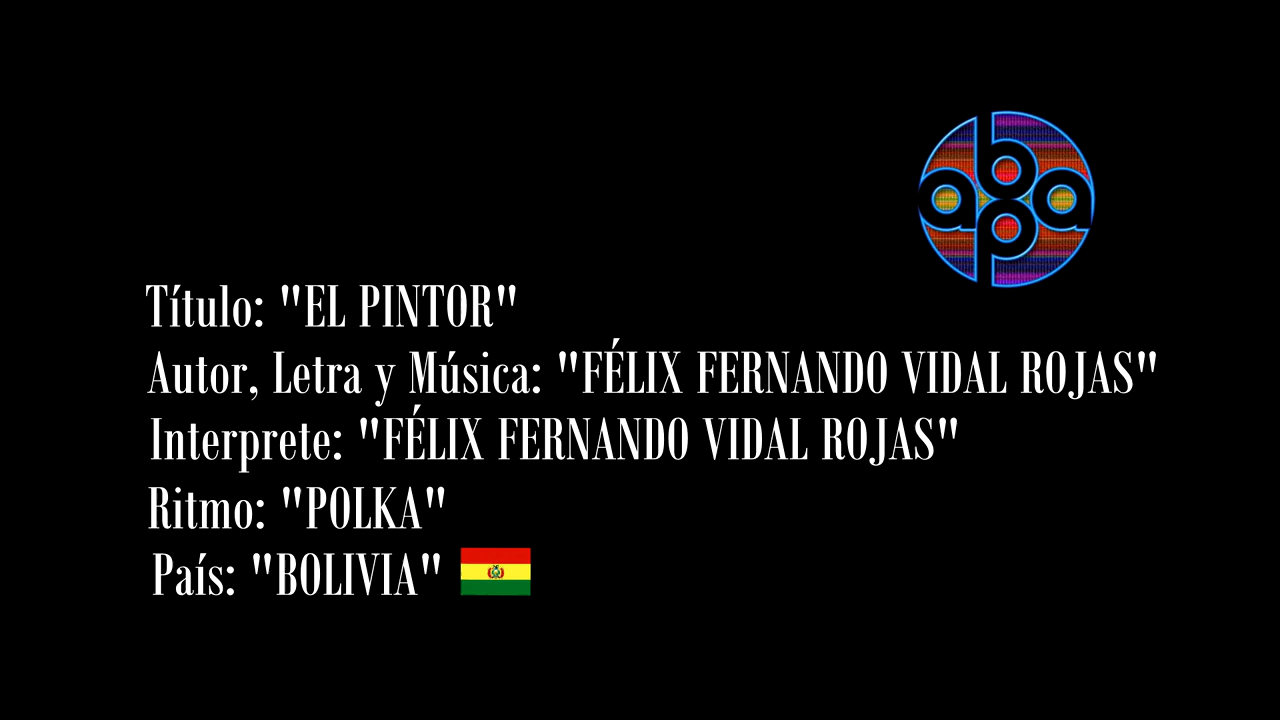 abpa
Título: "EL PINTOR"
Autor, Letra y Música: "FÉLIX FERNANDO VIDAL ROJAS"
Interprete: "FÉLIX FERNANDO VIDAL ROJAS"
Ritmo: "POLKA"
País: "BOLIVIA"